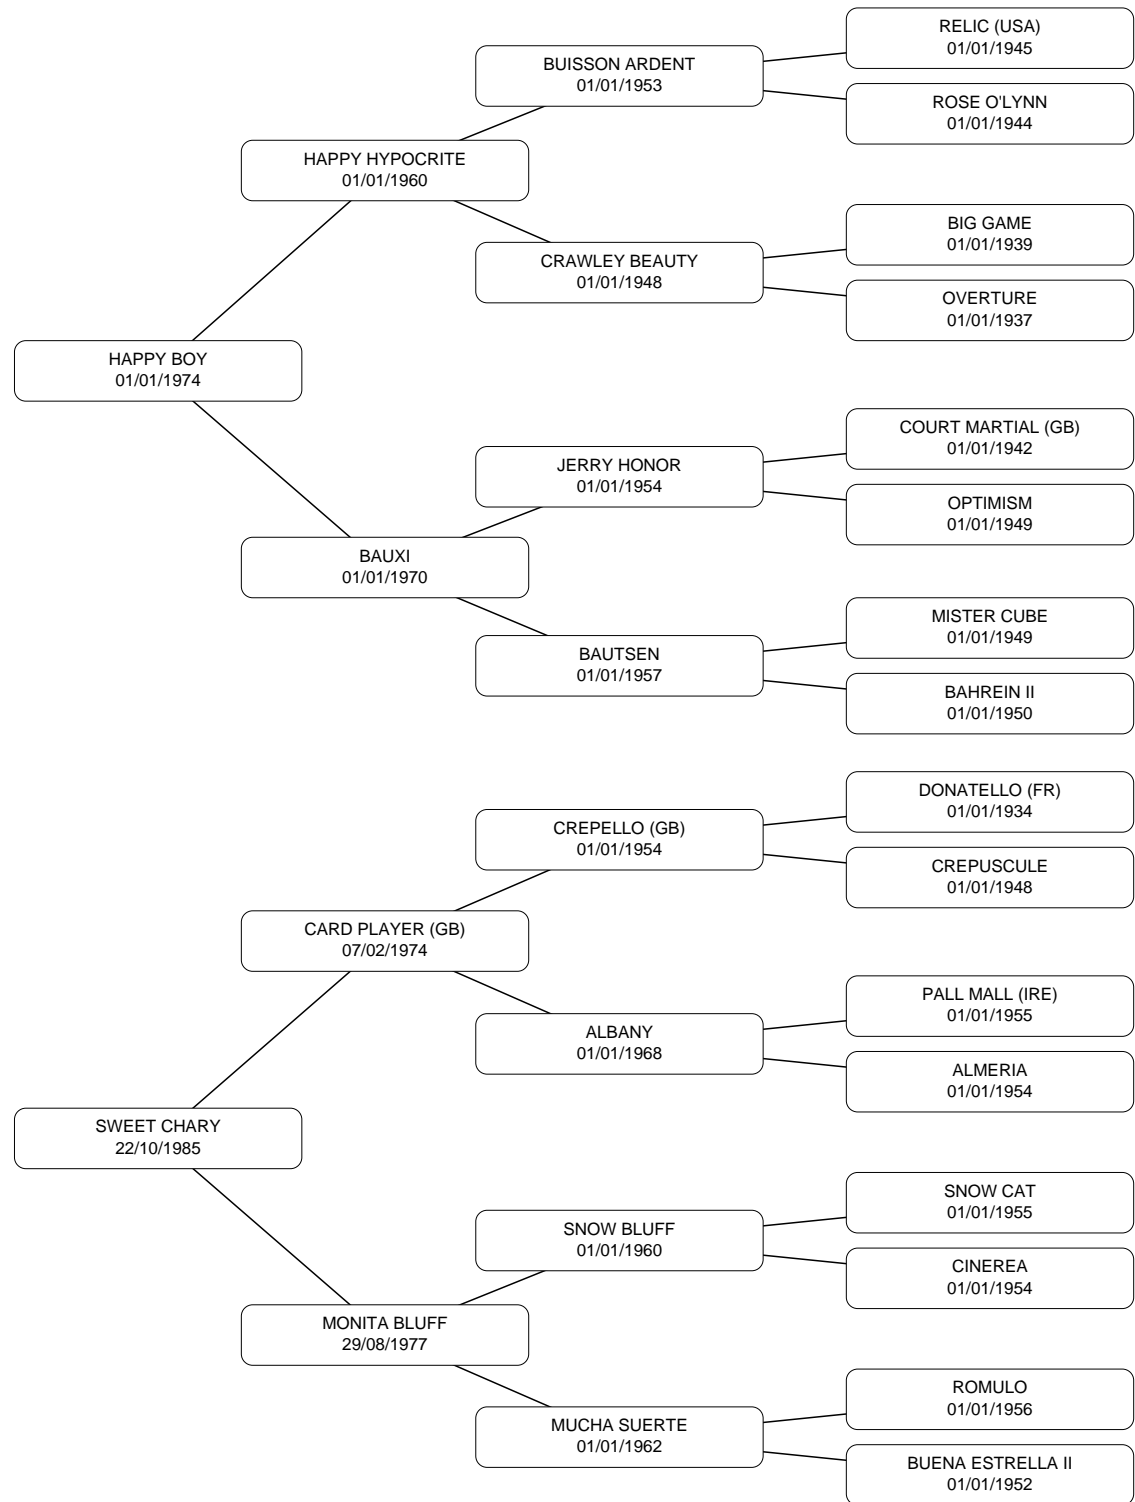 RELIC (USA)
01/01/1945
BUISSON ARDENT
01/01/1953
ROSE O'LYNN
01/01/1944
HAPPY HYPOCRITE
01/01/1960
BIG GAME
01/01/1939
CRAWLEY BEAUTY
01/01/1948
OVERTURE
01/01/1937
HAPPY BOY
01/01/1974
COURT MARTIAL (GB)
01/01/1942
JERRY HONOR
01/01/1954
OPTIMISM
01/01/1949
BAUXI
01/01/1970
MISTER CUBE
01/01/1949
BAUTSEN
01/01/1957
BAHREIN II
01/01/1950
DONATELLO (FR)
01/01/1934
CREPELLO (GB)
01/01/1954
CREPUSCULE
01/01/1948
CARD PLAYER (GB)
07/02/1974
PALL MALL (IRE)
01/01/1955
ALBANY
01/01/1968
ALMERIA
01/01/1954
SWEET CHARY
22/10/1985
SNOW CAT
01/01/1955
SNOW BLUFF
01/01/1960
CINEREA
01/01/1954
MONITA BLUFF
29/08/1977
ROMULO
01/01/1956
MUCHA SUERTE
01/01/1962
BUENA ESTRELLA II
01/01/1952